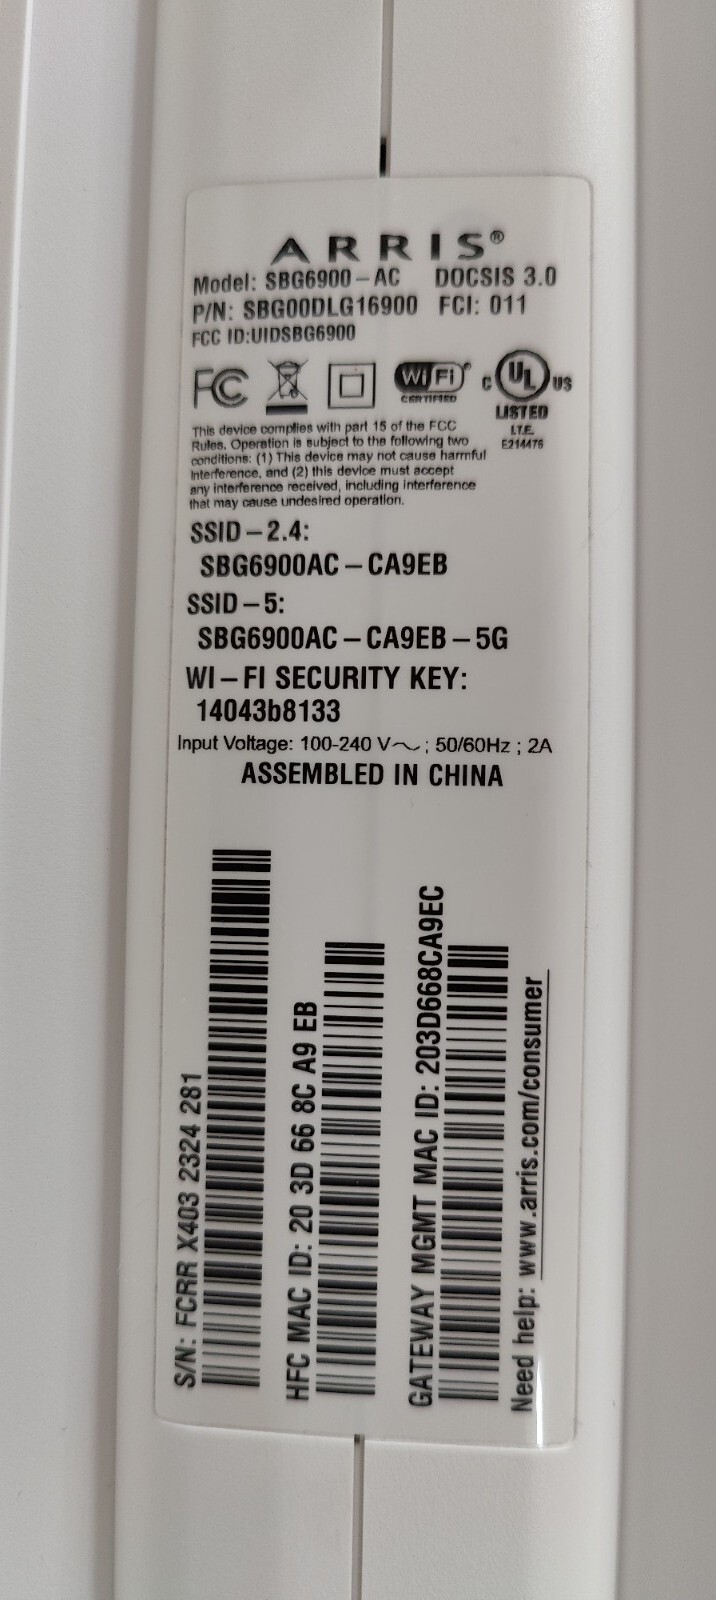 ARRIS®
Model: SBG6900-AC DOCSIS 3.0
P/N: SBG00DLG16900 FCI: 011
FCC ID:UIDSBG6900
FC WiFi® CERTIFIED C UL US
LISTED
I.T.E.
E214476
This device complies with part 15 of the FCC
Rules. Operation is subject to the following two
conditions: (1) This device may not cause harmful
Interference, and (2) this device must accept
any interference received, including interference
that may cause undesired operation.
SSID-2.4:
SBG6900AC-CA9EB
SSID-5:
SBG6900AC-CA9EB-5G
WI-FI SECURITY KEY:
14043b8133
Input Voltage: 100-240 V~; 50/60Hz ; 2A
ASSEMBLED IN CHINA
S/N: FCRR X403 2324 281
HFC MAC ID: 20 3D 66 8C A9 EB
GATEWAY MGMT MAC ID: 203D668CA9EC
Need help: www.arris.com/consumer